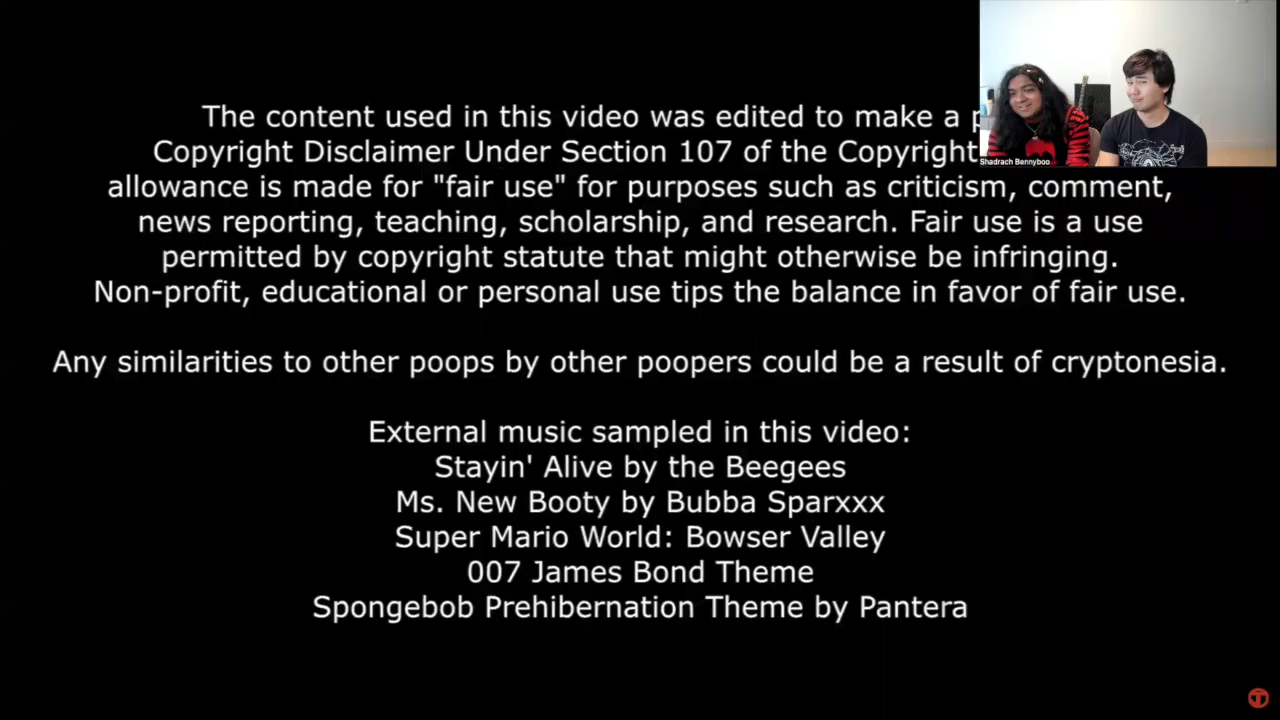 The content used in this video was edited to make a
Copyright Disclaimer Under Section 107 of the Copyright
allowance is made for "fair use" for purposes such as criticism, comment,
news reporting, teaching, scholarship, and research. Fair use is a use
permitted by copyright statute that might otherwise be infringing.
Non-profit, educational or personal use tips the balance in favor of fair use.
Any similarities to other poops by other poopers could be a result of cryptonesia.
External music sampled in this video:
Stayin' Alive by the Beegees
Ms. New Booty by Bubba Sparxxx
Super Mario World: Bowser Valley
007 James Bond Theme
Spongebob Prehibernation Theme by Pantera
Shadrach Bennyboo